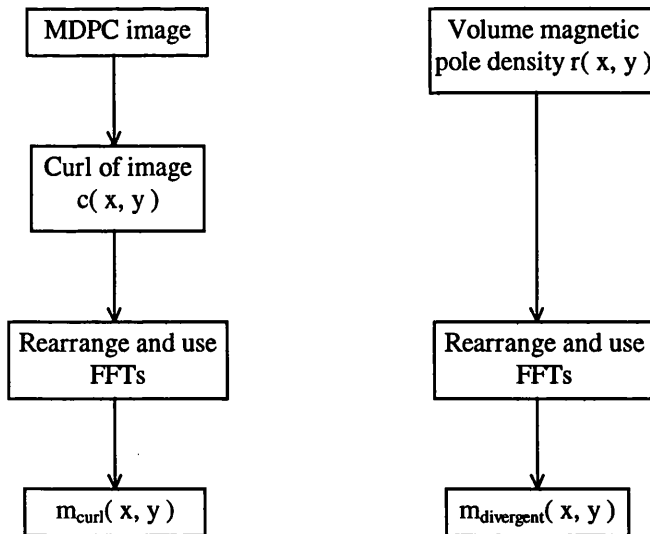 MDPC image
Curl of image
c( x, y )
Rearrange and use
FFTs
m_curl( x, y )
Volume magnetic
pole density r( x, y )
Rearrange and use
FFTs
m_divergent( x, y )